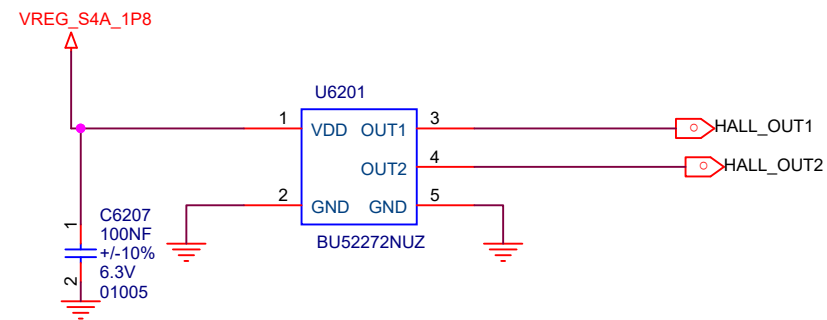 VREG_S4A_1P8
U6201
1
VDD
OUT1
3
HALL_OUT1
OUT2
4
HALL_OUT2
2
GND
GND
5
BU52272NUZ
1
C6207
100NF
+/-10%
6.3V
01005
2